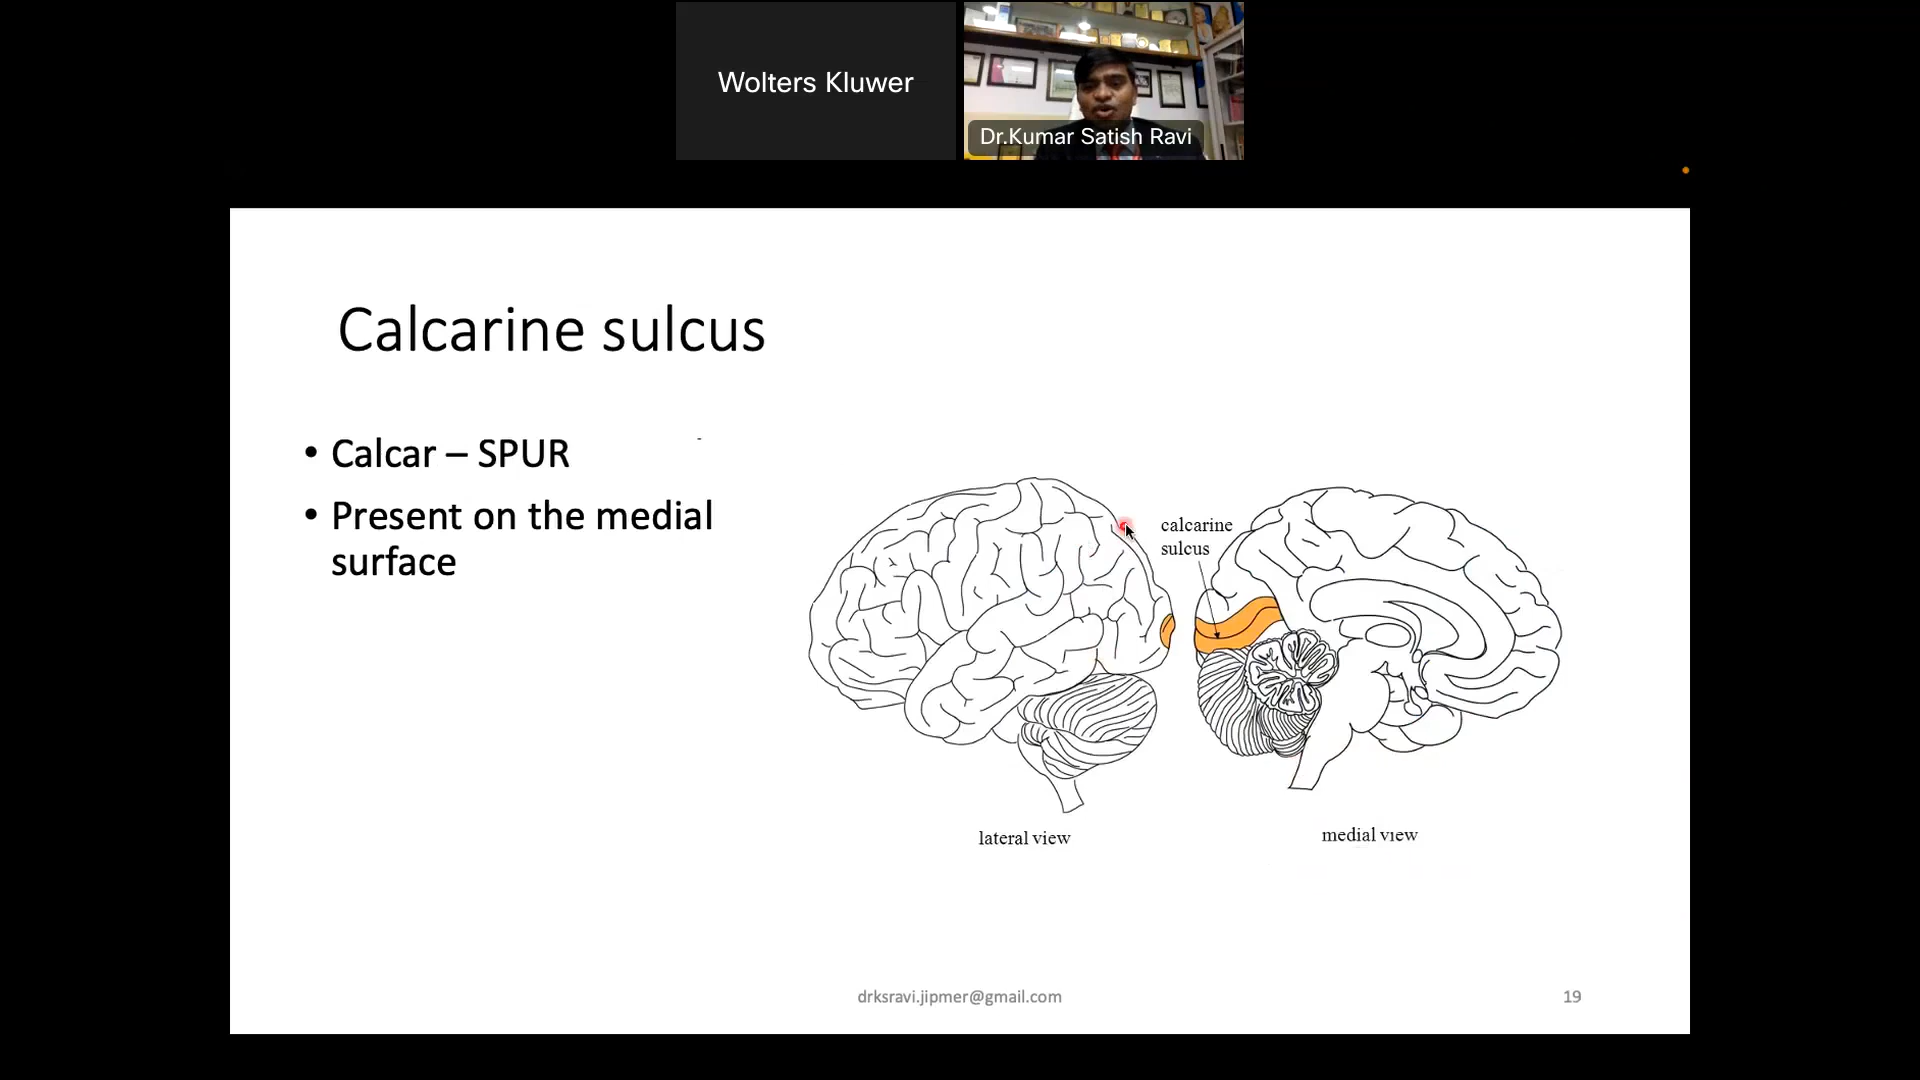 Wolters Kluwer
Dr.Kumar Satish Ravi
Calcarine sulcus
• Calcar – SPUR
• Present on the medial
surface
calcarine
sulcus
lateral view
medial view
drksravi.jipmer@gmail.com
19